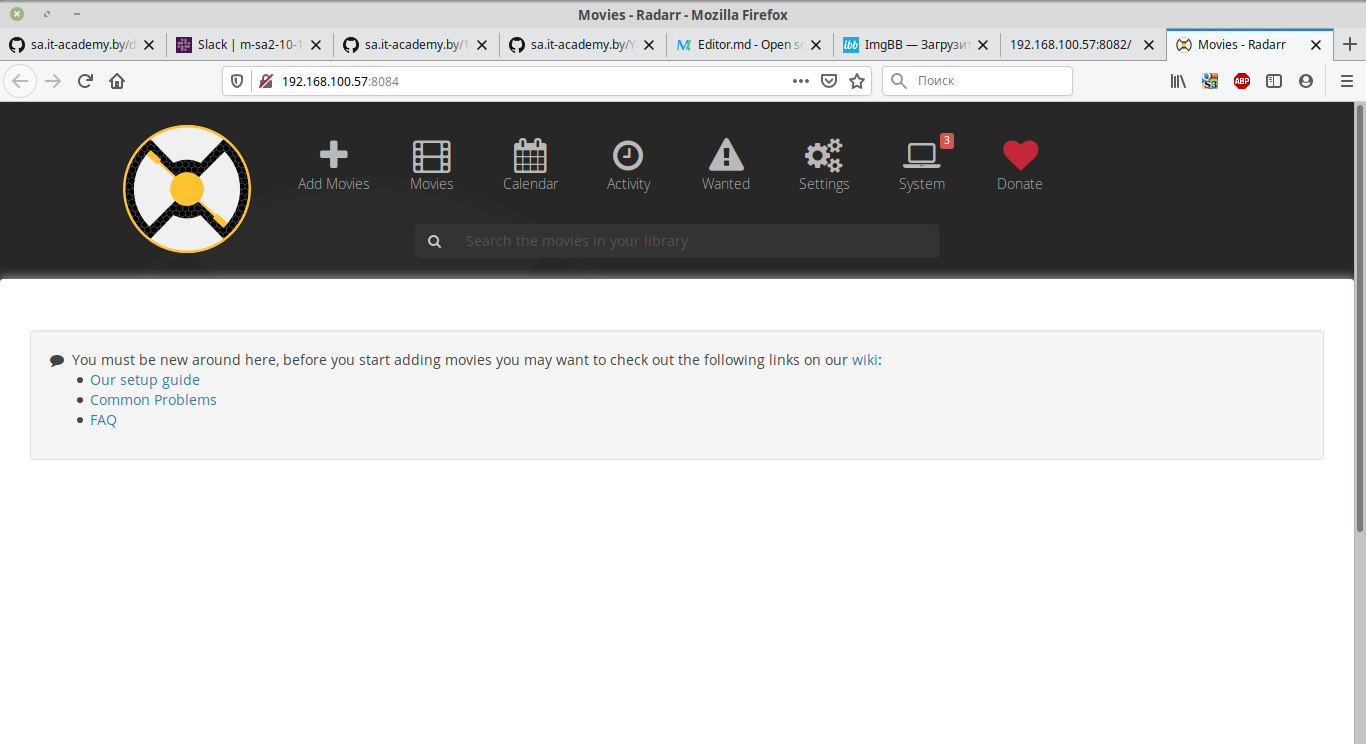 Movies - Radarr - Mozilla Firefox
sa.it-academy.by/d
Slack | m-sa2-10-1
sa.it-academy.by/1
sa.it-academy.by/Y
Editor.md - Open so
ImgBB — Загрузит
192.168.100.57:8082/
Movies - Radarr
192.168.100.57:8084
Поиск
ABP
3
Add Movies
Movies
Calendar
Activity
Wanted
Settings
System
Donate
Search the movies in your library
You must be new around here, before you start adding movies you may want to check out the following links on our wiki:
Our setup guide
Common Problems
FAQ